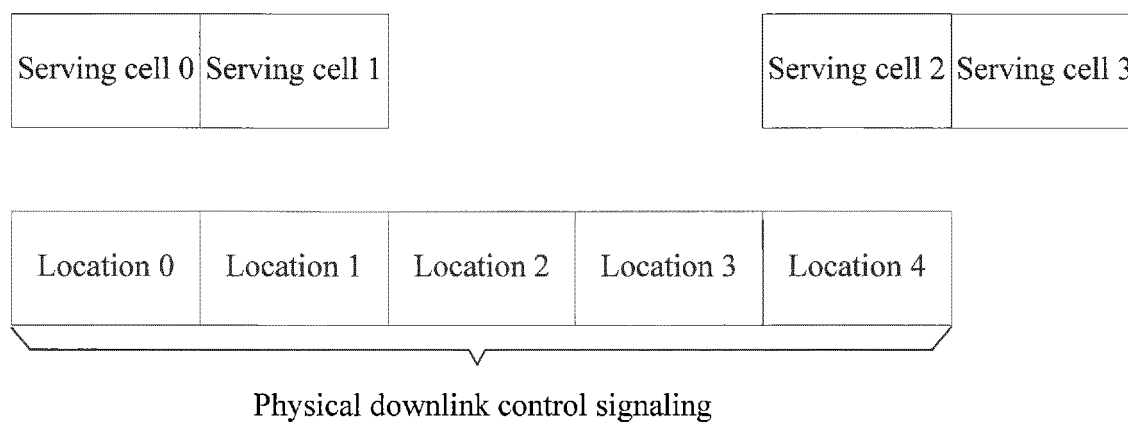 Serving cell 0 Serving cell 1 Serving cell 2 Serving cell 3
Location 0 Location 1 Location 2 Location 3 Location 4
Physical downlink control signaling